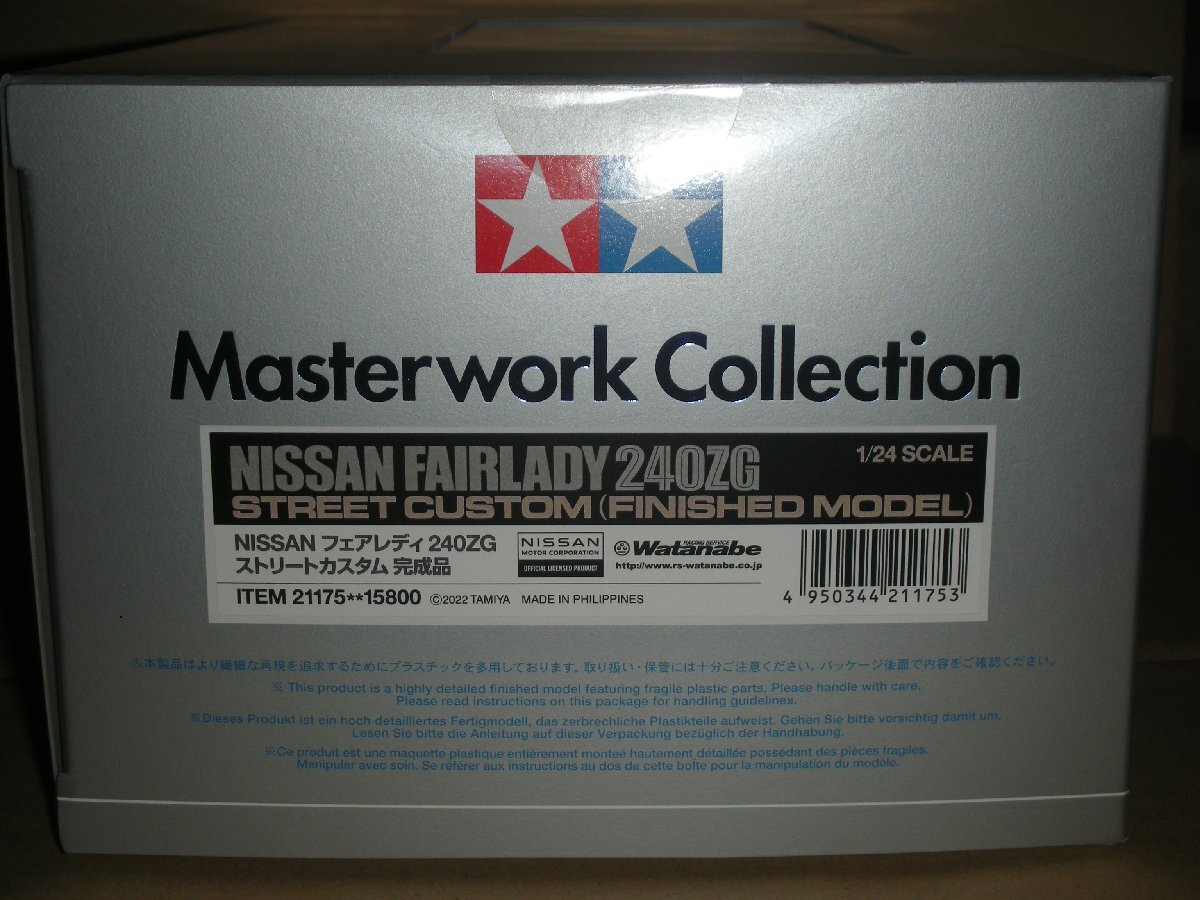 Masterwork Collection
NISSAN FAIRLADY 240ZG
1/24 SCALE
STREET CUSTOM (FINISHED MODEL)
NISSAN フェアレディ 240ZG
ストリートカスタム 完成品
NISSAN
MOTOR CORPORATION
OFFICIAL LICENSED PRODUCT
RACING SERVICE
Watanabe
http://www.rs-watanabe.co.jp
ITEM 21175**15800 ©2022 TAMIYA MADE IN PHILIPPINES
4 950344 211753
※本製品はより繊細な再現を追求するためにプラスチックを多用しております。取り扱い・保管には十分ご注意ください。パッケージ後面で内容をご確認ください。
※ This product is a highly detailed finished model featuring fragile plastic parts. Please handle with care.
Please read instructions on this package for handling guidelines.
※Dieses Produkt ist ein hoch detailliertes Fertigmodell, das zerbrechliche Plastikteile aufweist. Gehen Sie bitte vorsichtig damit um.
Lesen Sie bitte die Anleitung auf dieser Verpackung bezüglich der Handhabung.
※Ce produit est une maquette plastique entièrement monteé hautement détaillée possédant des pièces fragiles.
Manipuler avec soin. Se référer aux instructions au dos de cette boîte pour la manipulation du modèle.